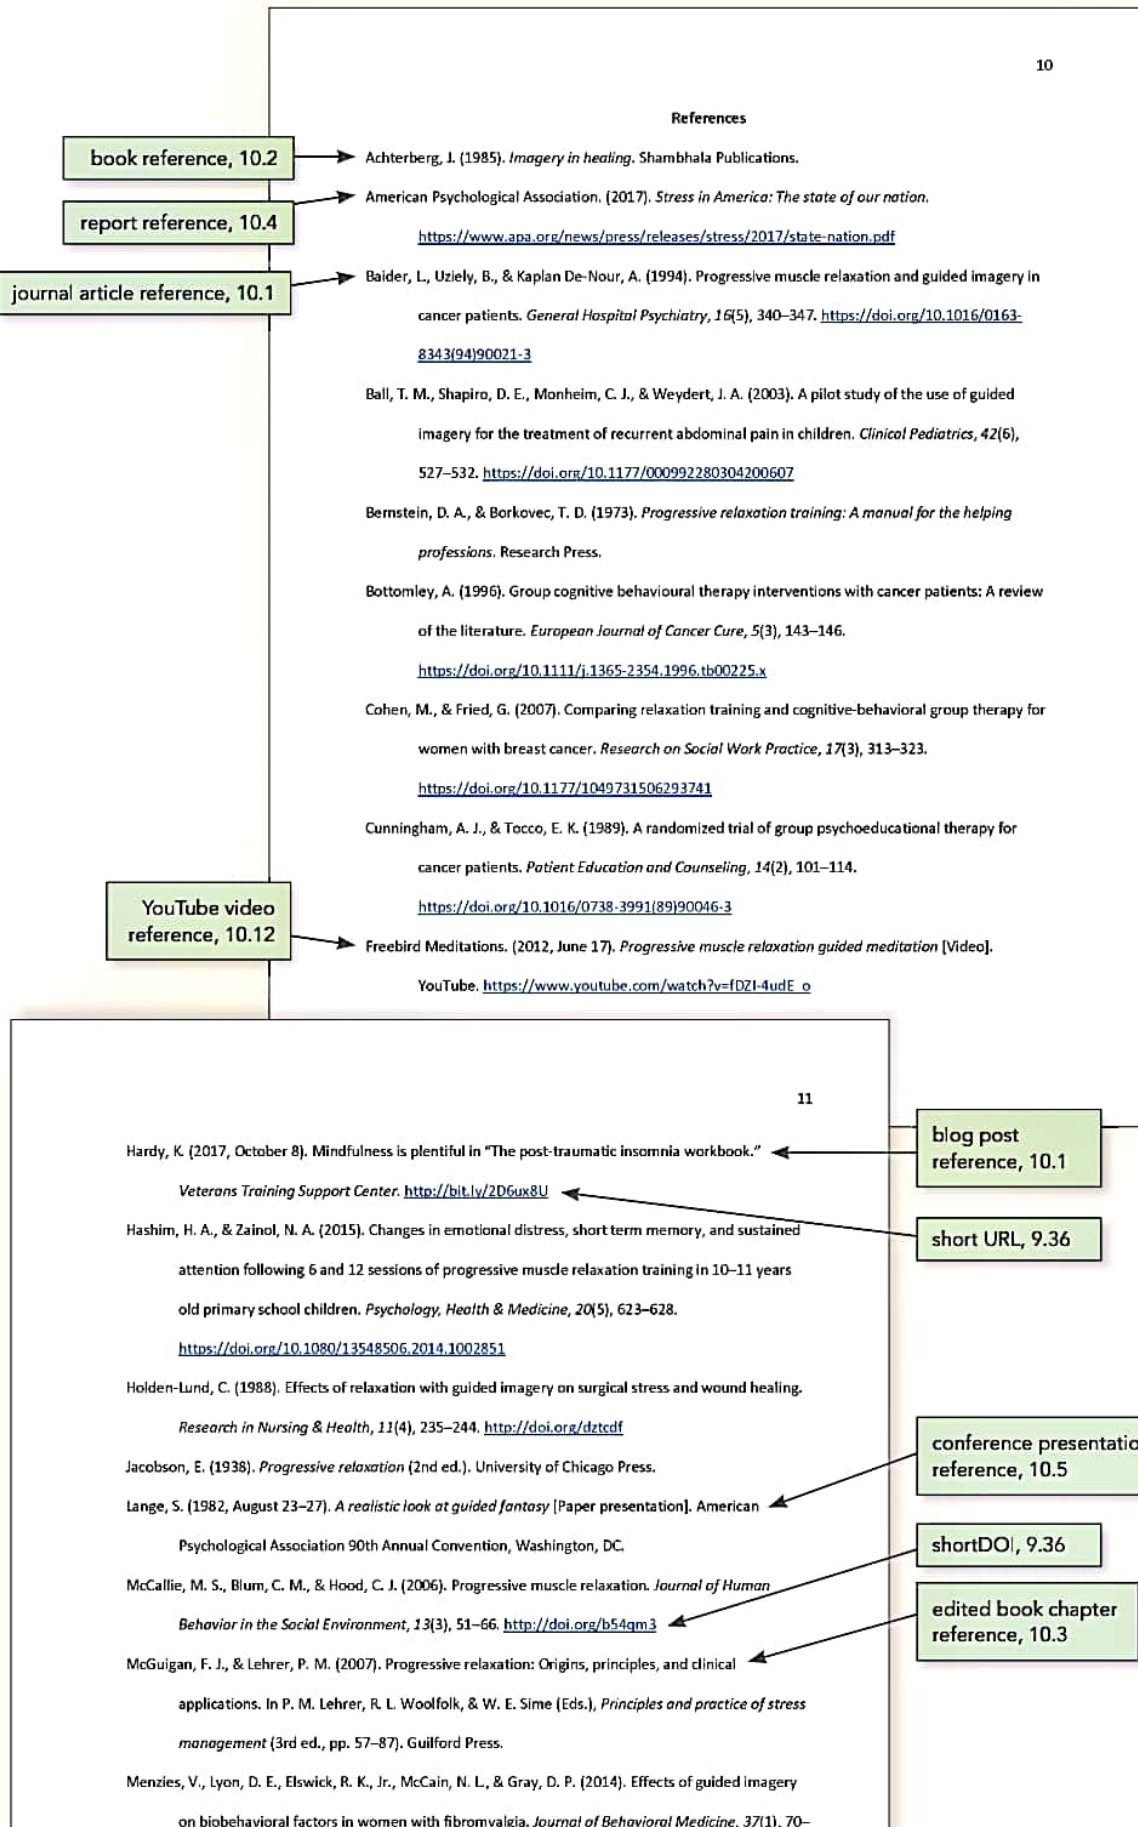 10
References
book reference, 10.2
Achterberg, J. (1985). Imagery in healing. Shambhala Publications.
report reference, 10.4
American Psychological Association. (2017). Stress in America: The state of our nation.
https://www.apa.org/news/press/releases/stress/2017/state-nation.pdf
journal article reference, 10.1
Baider, L., Uziely, B., & Kaplan De-Nour, A. (1994). Progressive muscle relaxation and guided imagery in
cancer patients. General Hospital Psychiatry, 16(5), 340–347. https://doi.org/10.1016/0163-
8343(94)90021-3
Ball, T. M., Shapiro, D. E., Monheim, C. J., & Weydert, J. A. (2003). A pilot study of the use of guided
imagery for the treatment of recurrent abdominal pain in children. Clinical Pediatrics, 42(6),
527–532. https://doi.org/10.1177/000992280304200607
Bernstein, D. A., & Borkovec, T. D. (1973). Progressive relaxation training: A manual for the helping
professions. Research Press.
Bottomley, A. (1996). Group cognitive behavioural therapy interventions with cancer patients: A review
of the literature. European Journal of Cancer Cure, 5(3), 143–146.
https://doi.org/10.1111/j.1365-2354.1996.tb00225.x
Cohen, M., & Fried, G. (2007). Comparing relaxation training and cognitive-behavioral group therapy for
women with breast cancer. Research on Social Work Practice, 17(3), 313–323.
https://doi.org/10.1177/1049731506293741
Cunningham, A. J., & Tocco, E. K. (1989). A randomized trial of group psychoeducational therapy for
cancer patients. Patient Education and Counseling, 14(2), 101–114.
https://doi.org/10.1016/0738-3991(89)90046-3
YouTube video
reference, 10.12
Freebird Meditations. (2012, June 17). Progressive muscle relaxation guided meditation [Video].
YouTube. https://www.youtube.com/watch?v=fDZI-4udE_o
11
blog post
reference, 10.1
Hardy, K. (2017, October 8). Mindfulness is plentiful in “The post-traumatic insomnia workbook.”
Veterans Training Support Center. http://bit.ly/2D6ux8U
short URL, 9.36
Hashim, H. A., & Zainol, N. A. (2015). Changes in emotional distress, short term memory, and sustained
attention following 6 and 12 sessions of progressive muscle relaxation training in 10–11 years
old primary school children. Psychology, Health & Medicine, 20(5), 623–628.
https://doi.org/10.1080/13548506.2014.1002851
Holden-Lund, C. (1988). Effects of relaxation with guided imagery on surgical stress and wound healing.
Research in Nursing & Health, 11(4), 235–244. http://doi.org/dztcdf
Jacobson, E. (1938). Progressive relaxation (2nd ed.). University of Chicago Press.
conference presentatio
reference, 10.5
Lange, S. (1982, August 23–27). A realistic look at guided fantasy [Paper presentation]. American
Psychological Association 90th Annual Convention, Washington, DC.
shortDOI, 9.36
McCallie, M. S., Blum, C. M., & Hood, C. J. (2006). Progressive muscle relaxation. Journal of Human
Behavior in the Social Environment, 13(3), 51–66. http://doi.org/b54qm3
edited book chapter
reference, 10.3
McGuigan, F. J., & Lehrer, P. M. (2007). Progressive relaxation: Origins, principles, and clinical
applications. In P. M. Lehrer, R. L. Woolfolk, & W. E. Sime (Eds.), Principles and practice of stress
management (3rd ed., pp. 57–87). Guilford Press.
Menzies, V., Lyon, D. E., Elswick, R. K., Jr., McCain, N. L., & Gray, D. P. (2014). Effects of guided imagery
on biobehavioral factors in women with fibromyalgia. Journal of Behavioral Medicine, 37(1), 70–